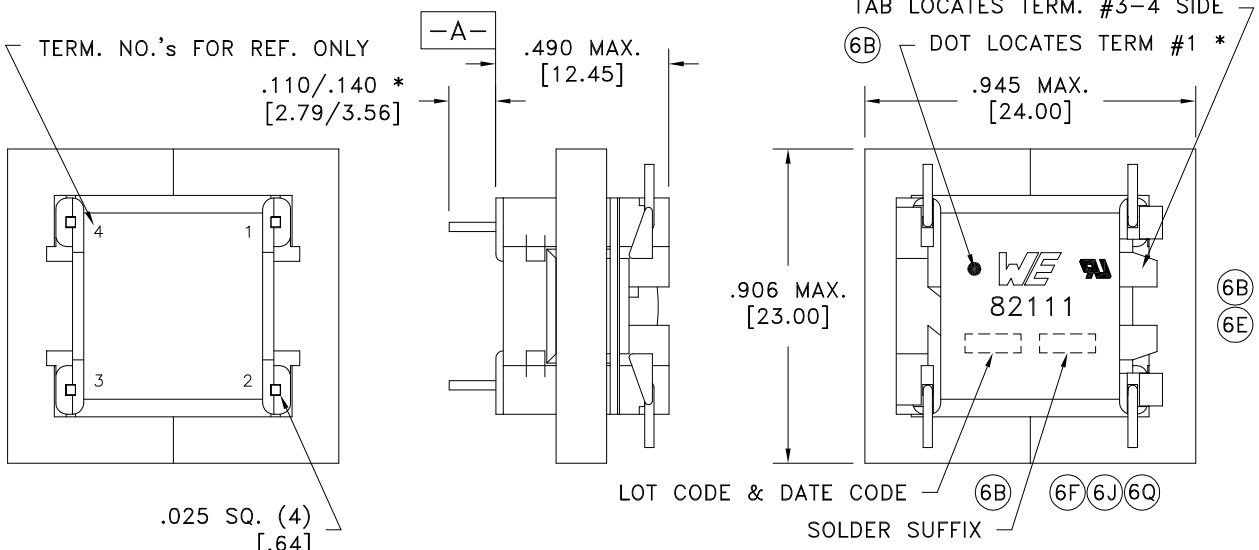 TERM. NO.'s FOR REF. ONLY
.110/.140 *
[2.79/3.56]
-A-
.490 MAX.
[12.45]
TAB LOCATES TERM. #3-4 SIDE
6B
DOT LOCATES TERM #1 *
.945 MAX.
[24.00]
4
1
3
2
.906 MAX.
[23.00]
WE
82111
6B
6E
LOT CODE & DATE CODE
6B
6F 6J 6Q
SOLDER SUFFIX
.025 SQ. (4)
[.64]